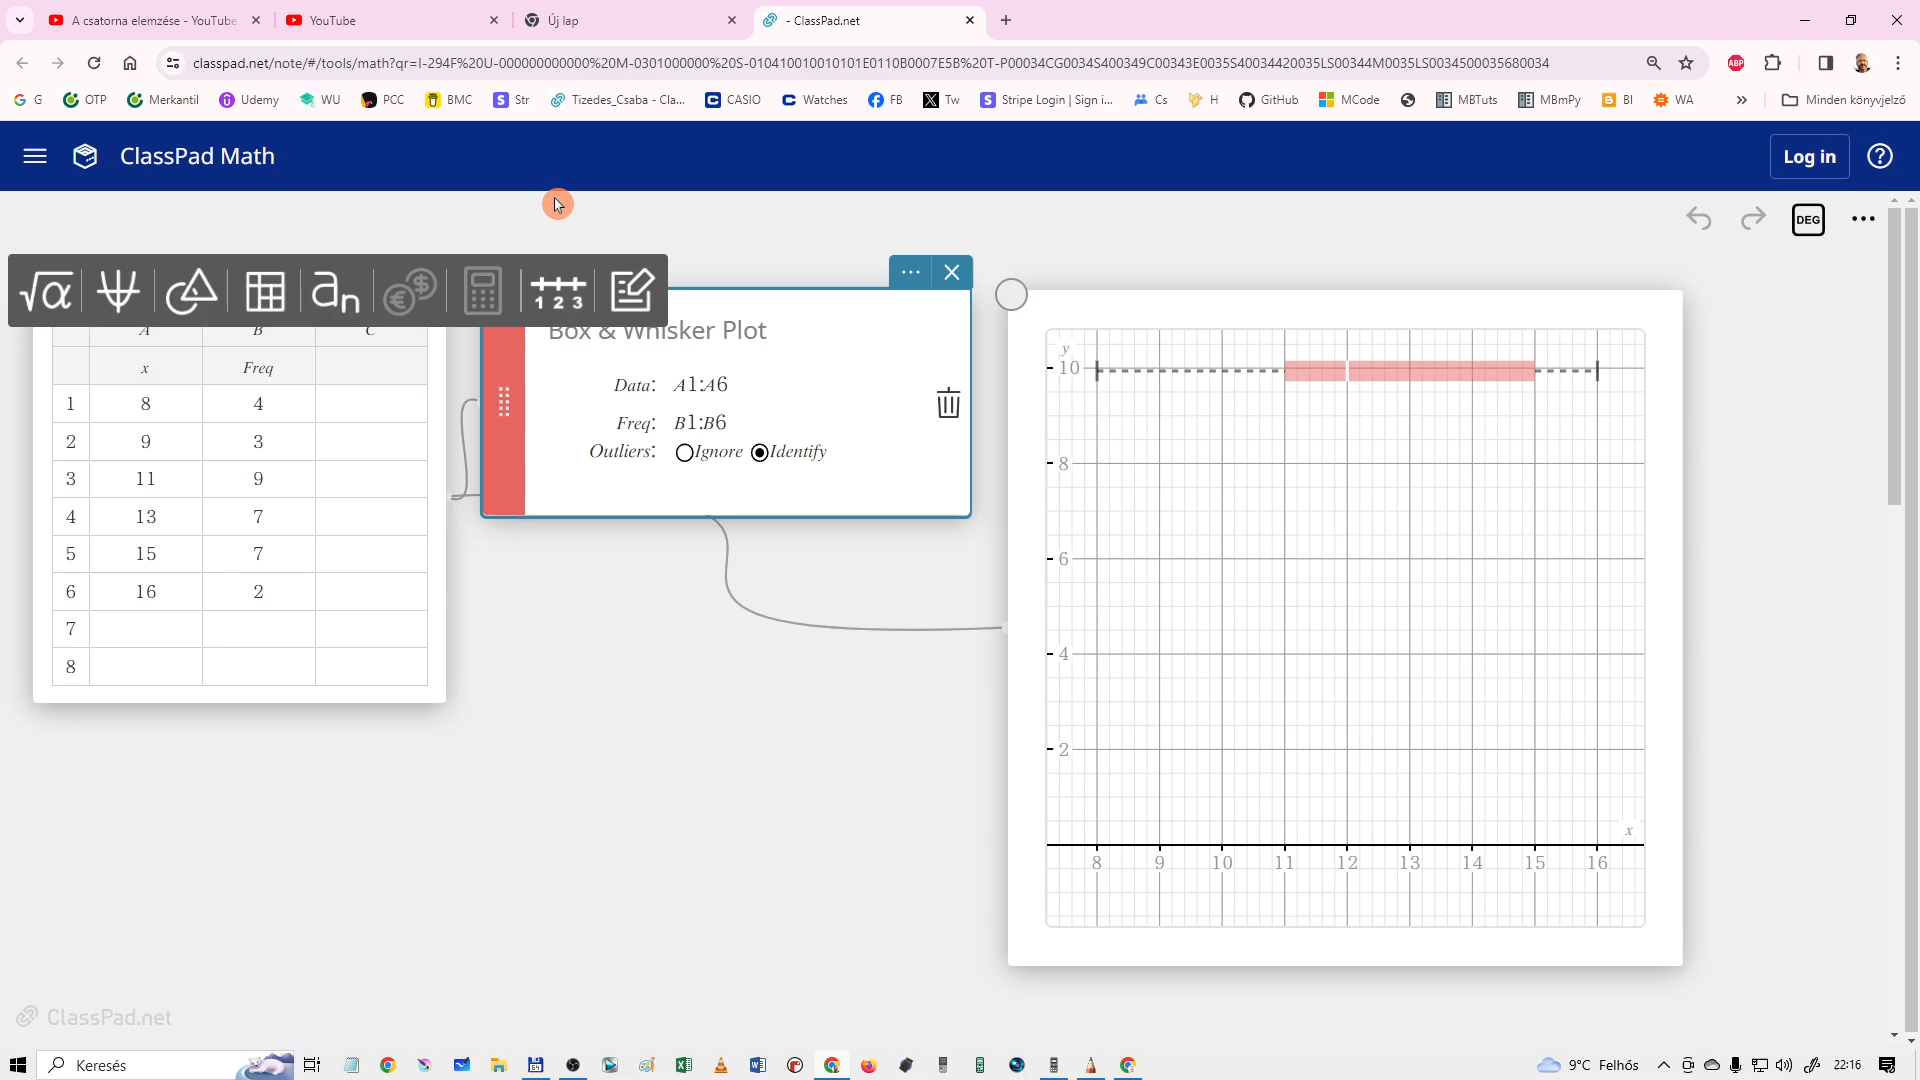 A csatorna elemzése - YouTube
YouTube
Új lap
- ClassPad.net
classpad.net/note/#/tools/math?qr=I-294F%20U-000000000000%20M-0301000000%20S-010410010010101E0110B0007E5B%20T-P00034CG0034S400349C00343E0035S40034420035LS00344M0035LS0034500035680034
ABP
G
OTP
Merkantil
Udemy
WU
PCC
BMC
Str
Tizedes_Csaba - Cla...
CASIO
Watches
FB
Tw
Stripe Login | Sign i...
Cs
H
GitHub
MCode
MBTuts
MBmPy
BI
WA
Minden könyvjelző
ClassPad Math
Log in
DEG
√α
an
€ $
1 2 3
A B C
x Freq
1 8 4
2 9 3
3 11 9
4 13 7
5 15 7
6 16 2
7
8
Box & Whisker Plot
Data: A1:A6
Freq: B1:B6
Outliers: Ignore Identify
y
10
8
6
4
2
x
8 9 10 11 12 13 14 15 16
ClassPad.net
Keresés
9°C Felhős
22:16